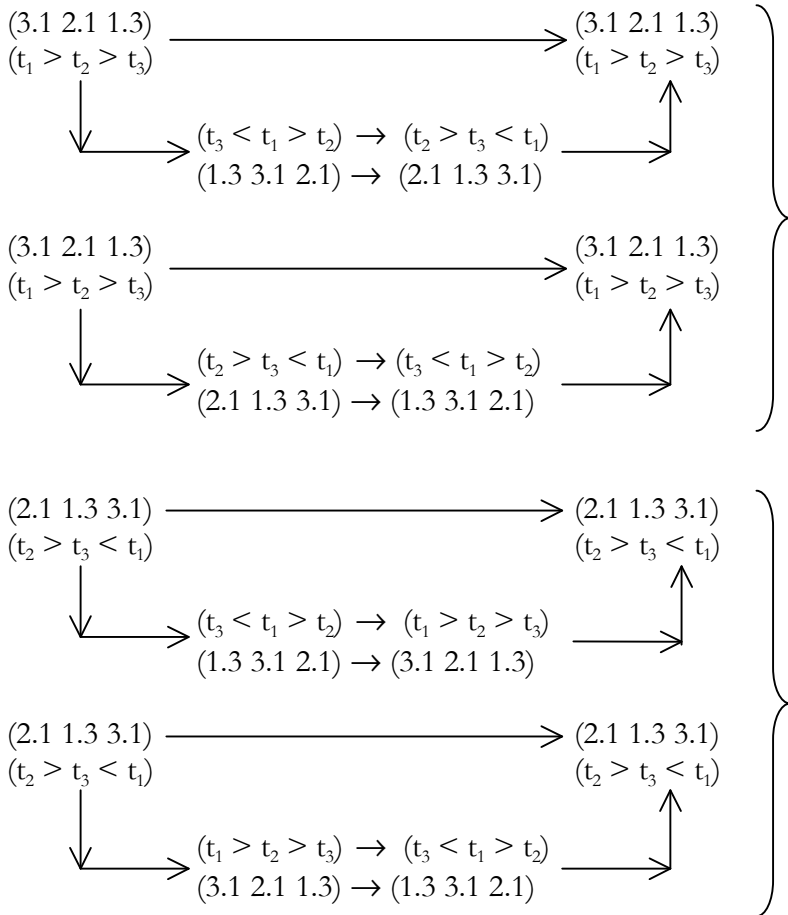 (3.1 2.1 1.3) (3.1 2.1 1.3)
(t₁ > t₂ > t₃) (t₁ > t₂ > t₃)
(t₃ < t₁ > t₂) → (t₂ > t₃ < t₁)
(1.3 3.1 2.1) → (2.1 1.3 3.1)
(3.1 2.1 1.3) (3.1 2.1 1.3)
(t₁ > t₂ > t₃) (t₁ > t₂ > t₃)
(t₂ > t₃ < t₁) → (t₃ < t₁ > t₂)
(2.1 1.3 3.1) → (1.3 3.1 2.1)
(2.1 1.3 3.1) (2.1 1.3 3.1)
(t₂ > t₃ < t₁) (t₂ > t₃ < t₁)
(t₃ < t₁ > t₂) → (t₁ > t₂ > t₃)
(1.3 3.1 2.1) → (3.1 2.1 1.3)
(2.1 1.3 3.1) (2.1 1.3 3.1)
(t₂ > t₃ < t₁) (t₂ > t₃ < t₁)
(t₁ > t₂ > t₃) → (t₃ < t₁ > t₂)
(3.1 2.1 1.3) → (1.3 3.1 2.1)